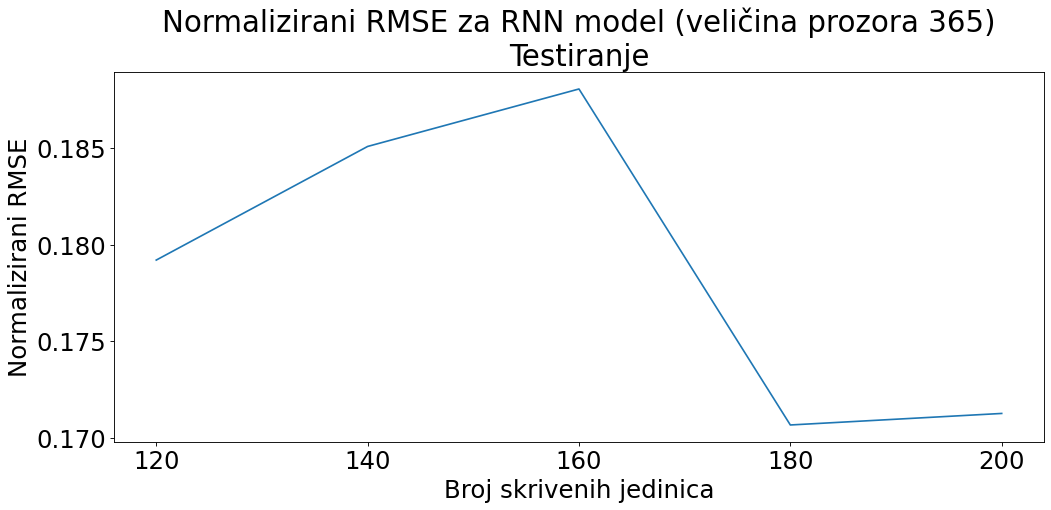 Normalizirani RMSE za RNN model (veličina prozora 365)
Testiranje
Normalizirani RMSE
0.185
0.180
0.175
0.170
120 140 160 180 200
Broj skrivenih jedinica